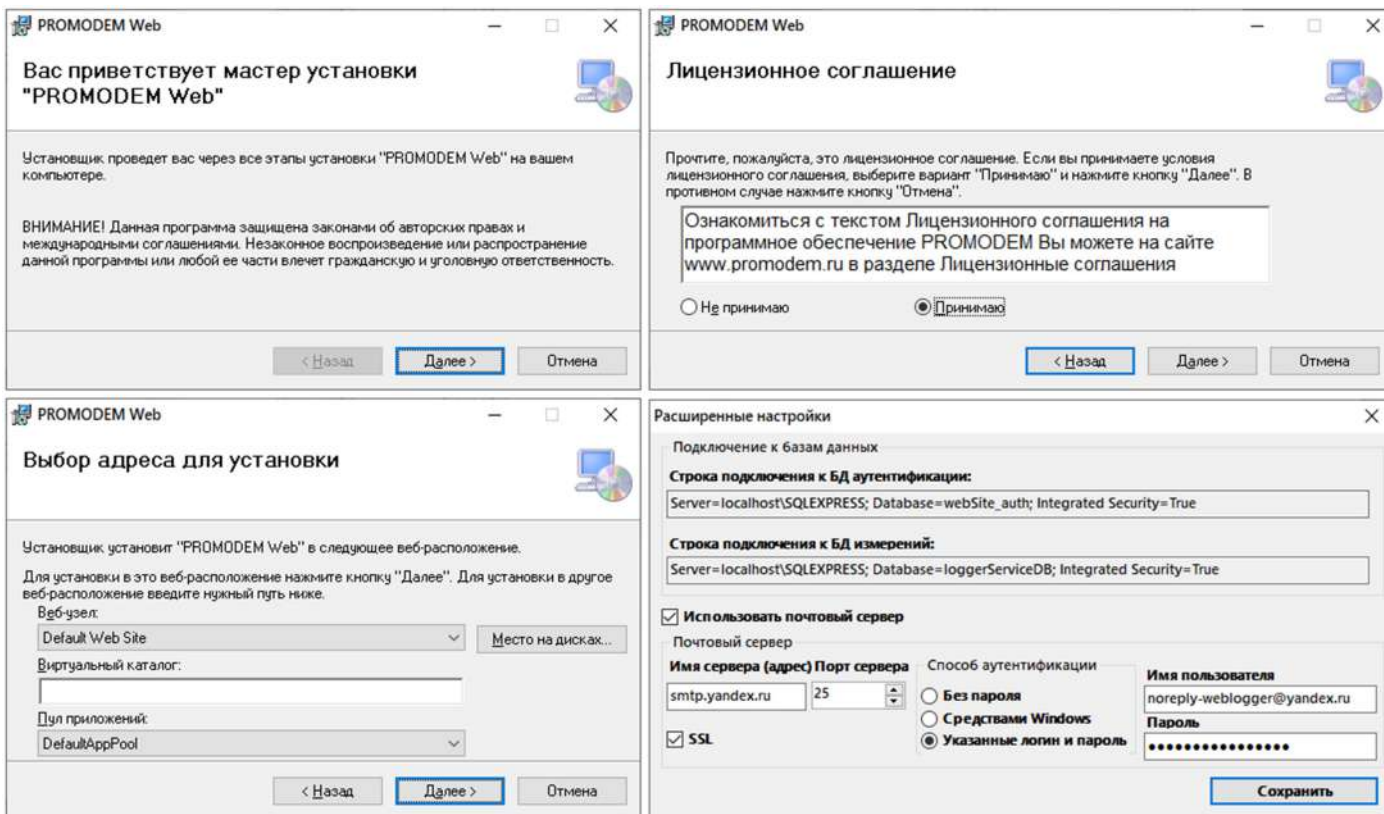 PROMODEM Web
Вас приветствует мастер установки
"PROMODEM Web"
Установщик проведет вас через все этапы установки "PROMODEM Web" на вашем
компьютере.
ВНИМАНИЕ! Данная программа защищена законами об авторских правах и
международными соглашениями. Незаконное воспроизведение или распространение
данной программы или любой ее части влечет гражданскую и уголовную ответственность.
< Назад
Далее >
Отмена
PROMODEM Web
Лицензионное соглашение
Прочтите, пожалуйста, это лицензионное соглашение. Если вы принимаете условия
лицензионного соглашения, выберите вариант "Принимаю" и нажмите кнопку "Далее". В
противном случае нажмите кнопку "Отмена".
Ознакомиться с текстом Лицензионного соглашения на
программное обеспечение PROMODEM Вы можете на сайте
www.promodem.ru в разделе Лицензионные соглашения
Не принимаю
Принимаю
< Назад
Далее >
Отмена
PROMODEM Web
Выбор адреса для установки
Установщик установит "PROMODEM Web" в следующее веб-расположение.
Для установки в это веб-расположение нажмите кнопку "Далее". Для установки в другое
веб-расположение введите нужный путь ниже.
Веб-узел:
Default Web Site
Место на дисках...
Виртуальный каталог:
Пул приложений:
DefaultAppPool
< Назад
Далее >
Отмена
Расширенные настройки
Подключение к базам данных
Строка подключения к БД аутентификации:
Server=localhost\SQLEXPRESS; Database=webSite_auth; Integrated Security=True
Строка подключения к БД измерений:
Server=localhost\SQLEXPRESS; Database=loggerServiceDB; Integrated Security=True
Использовать почтовый сервер
Почтовый сервер
Имя сервера (адрес) Порт сервера
smtp.yandex.ru
25
SSL
Способ аутентификации
Без пароля
Средствами Windows
Указанные логин и пароль
Имя пользователя
noreply-weblogger@yandex.ru
Пароль
Сохранить